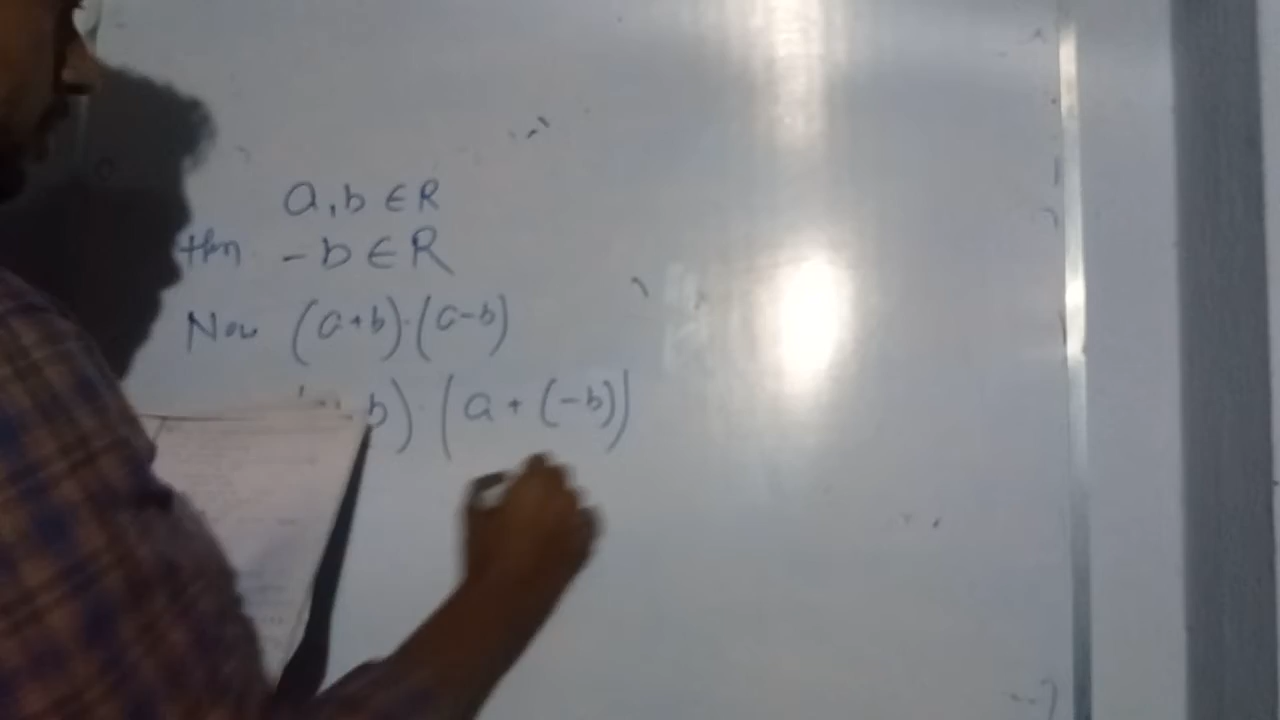 a, b ∈ R
then -b ∈ R
Now (a+b)·(a-b)
b)·(a + (-b))